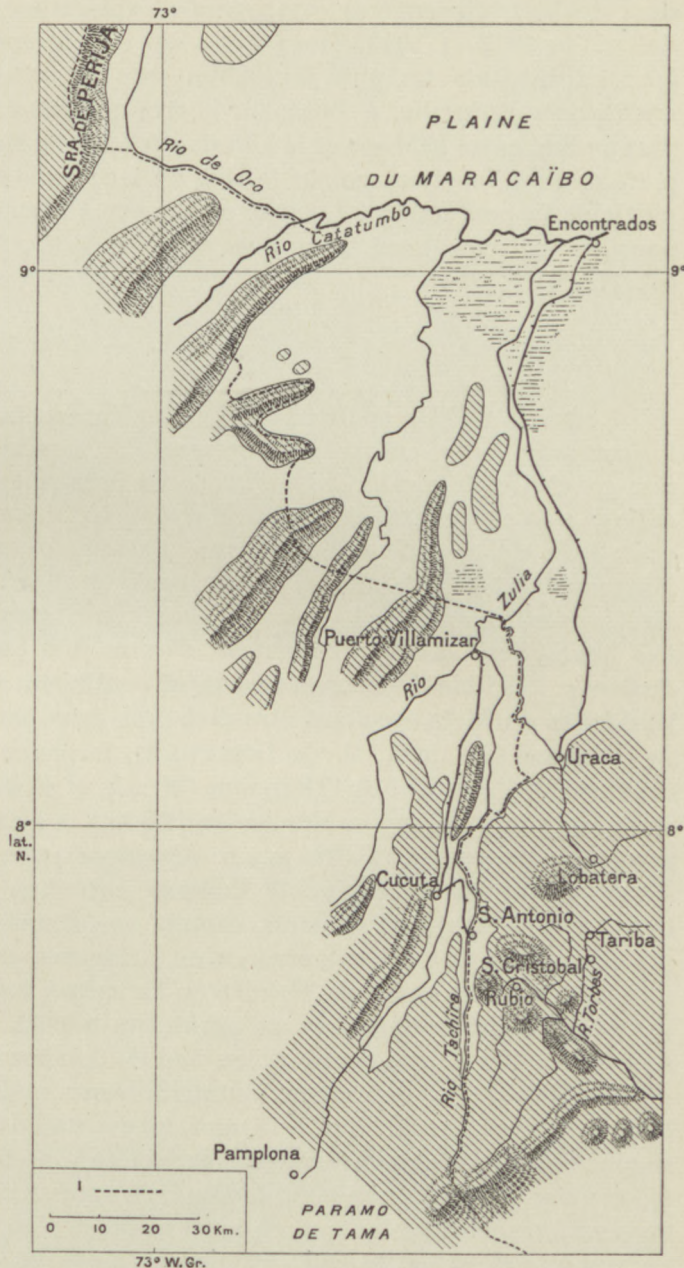 73°
SRA DE PERIJA
PLAINE
DU MARACAÏBO
Rio de Oro
Rio Catatumbo
Encontrados
9°
9°
Zulia
Puerto Villamizar
Rio
Uraca
8°
lat.
N.
8°
Lobatera
Cucuta
S. Antonio
Tariba
S. Cristobal
Rubio
R. Tordes
Rio Tachira
Pamplona
PARAMO
DE TAMA
I
0 10 20 30 Km.
73° W. Gr.